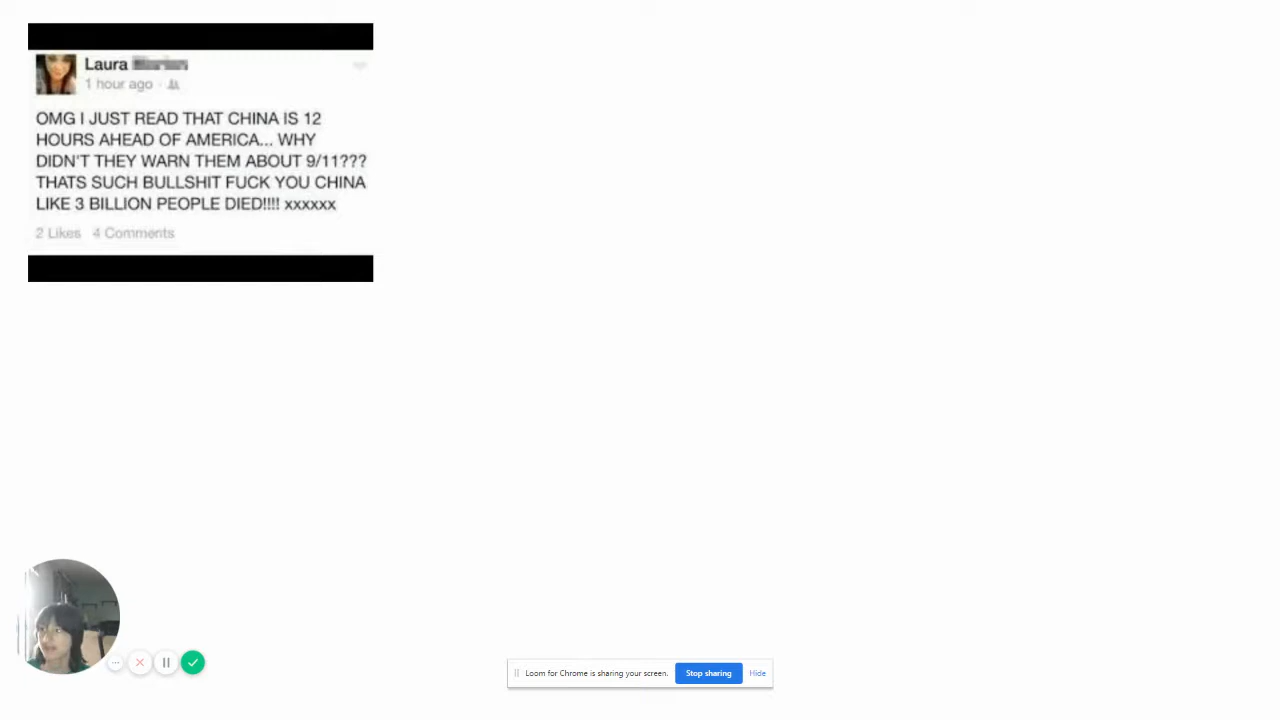 Laura
1 hour ago ·
OMG I JUST READ THAT CHINA IS 12
HOURS AHEAD OF AMERICA... WHY
DIDN'T THEY WARN THEM ABOUT 9/11???
THATS SUCH BULLSHIT FUCK YOU CHINA
LIKE 3 BILLION PEOPLE DIED!!!! xxxxxx
2 Likes 4 Comments
Loom for Chrome is sharing your screen. Stop sharing Hide